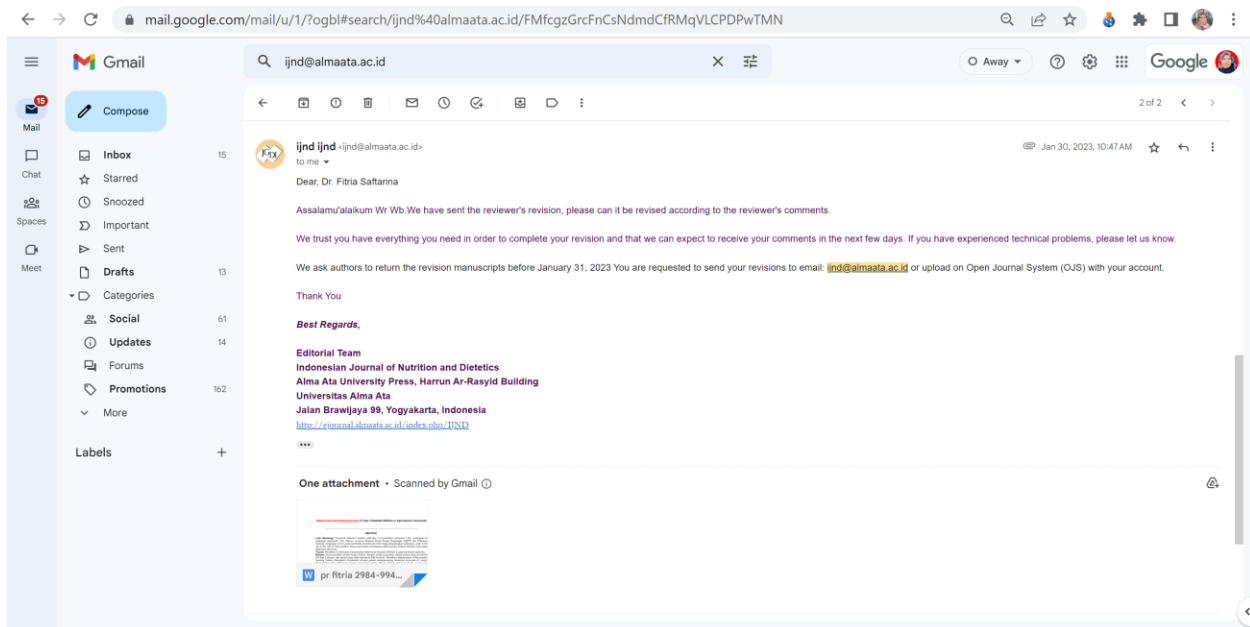 mail.google.com/mail/u/1/?ogbl#search/ijnd%40almaata.ac.id/FMfcgzGrcFnCsNdmdCfRMqVLCPDPwTMN
Gmail
ijnd@almaata.ac.id
Away
Google
15
Mail
Chat
Spaces
Meet
Compose
Inbox 15
Starred
Snoozed
Important
Sent
Drafts 13
Categories
Social 61
Updates 14
Forums
Promotions 162
More
Labels
2 of 2
ijnd ijnd <ijnd@almaata.ac.id>
Jan 30, 2023, 10:47 AM
to me
Dear, Dr. Fitria Saftarina
Assalamu'alaikum Wr Wb.We have sent the reviewer's revision, please can it be revised according to the reviewer's comments.
We trust you have everything you need in order to complete your revision and that we can expect to receive your comments in the next few days. If you have experienced technical problems, please let us know.
We ask authors to return the revision manuscripts before January 31, 2023 You are requested to send your revisions to email: ijnd@almaata.ac.id or upload on Open Journal System (OJS) with your account.
Thank You
Best Regards,
Editorial Team
Indonesian Journal of Nutrition and Dietetics
Alma Ata University Press, Harrun Ar-Rasyid Building
Universitas Alma Ata
Jalan Brawijaya 99, Yogyakarta, Indonesia
http://ejournal.almaata.ac.id/index.php/IJND
One attachment • Scanned by Gmail
W pr fitria 2984-994...